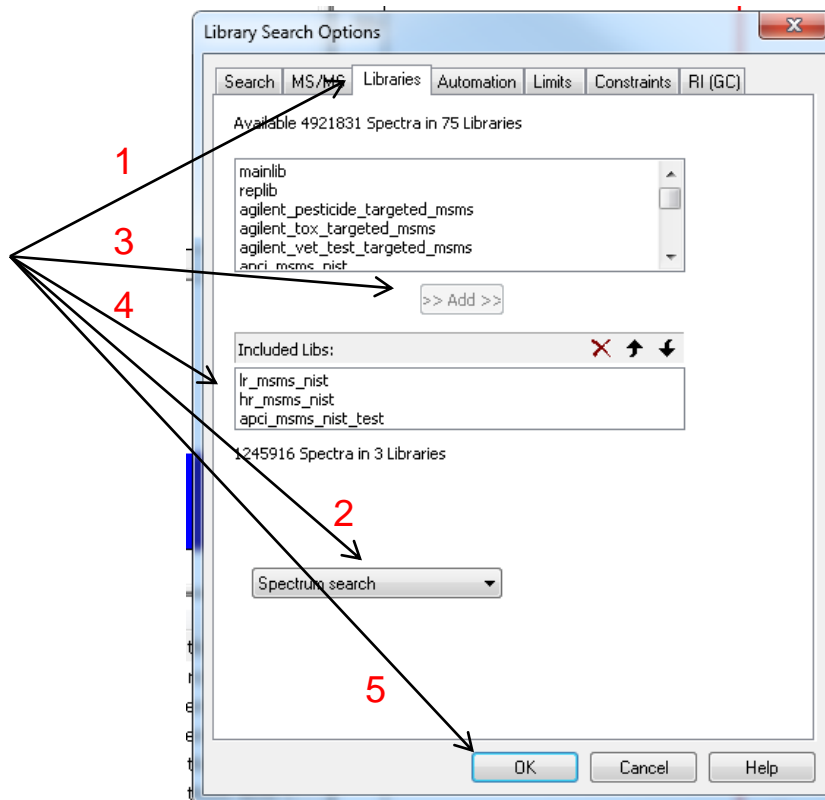 Library Search Options
Search MS/MS Libraries Automation Limits Constraints RI (GC)
Available 4921831 Spectra in 75 Libraries
1
mainlib
replib
agilent_pesticide_targeted_msms
agilent_tox_targeted_msms
3
agilent_vet_test_targeted_msms
apci_msms_nist
>> Add >>
4
Included Libs:
lr_msms_nist
hr_msms_nist
apci_msms_nist_test
1245916 Spectra in 3 Libraries
2
Spectrum search
5
OK Cancel Help